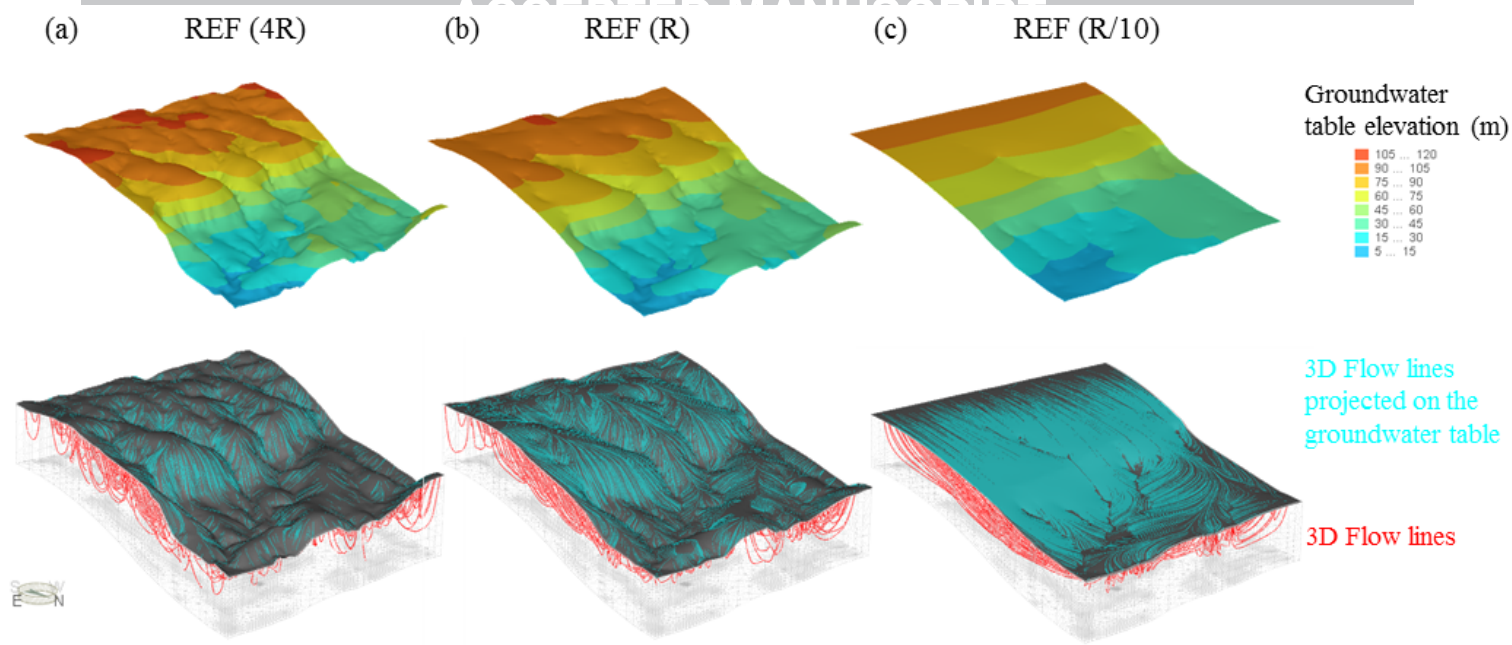 (a) REF (4R) (b) REF (R) (c) REF (R/10)
Groundwater
table elevation (m)
105 ... 120
90 ... 105
75 ... 90
60 ... 75
45 ... 60
30 ... 45
15 ... 30
5 ... 15
3D Flow lines
projected on the
groundwater table
3D Flow lines
S W
E N